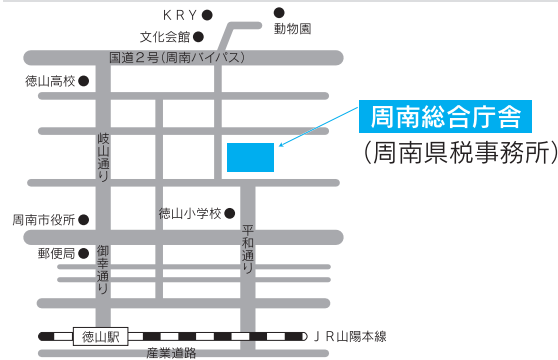 KRY
動物園
文化会館
国道2号(周南バイパス)
徳山高校
周南総合庁舎
(周南県税事務所)
岐山通り
徳山小学校
周南市役所
平和通り
郵便局
御幸通り
徳山駅
JR山陽本線
産業道路